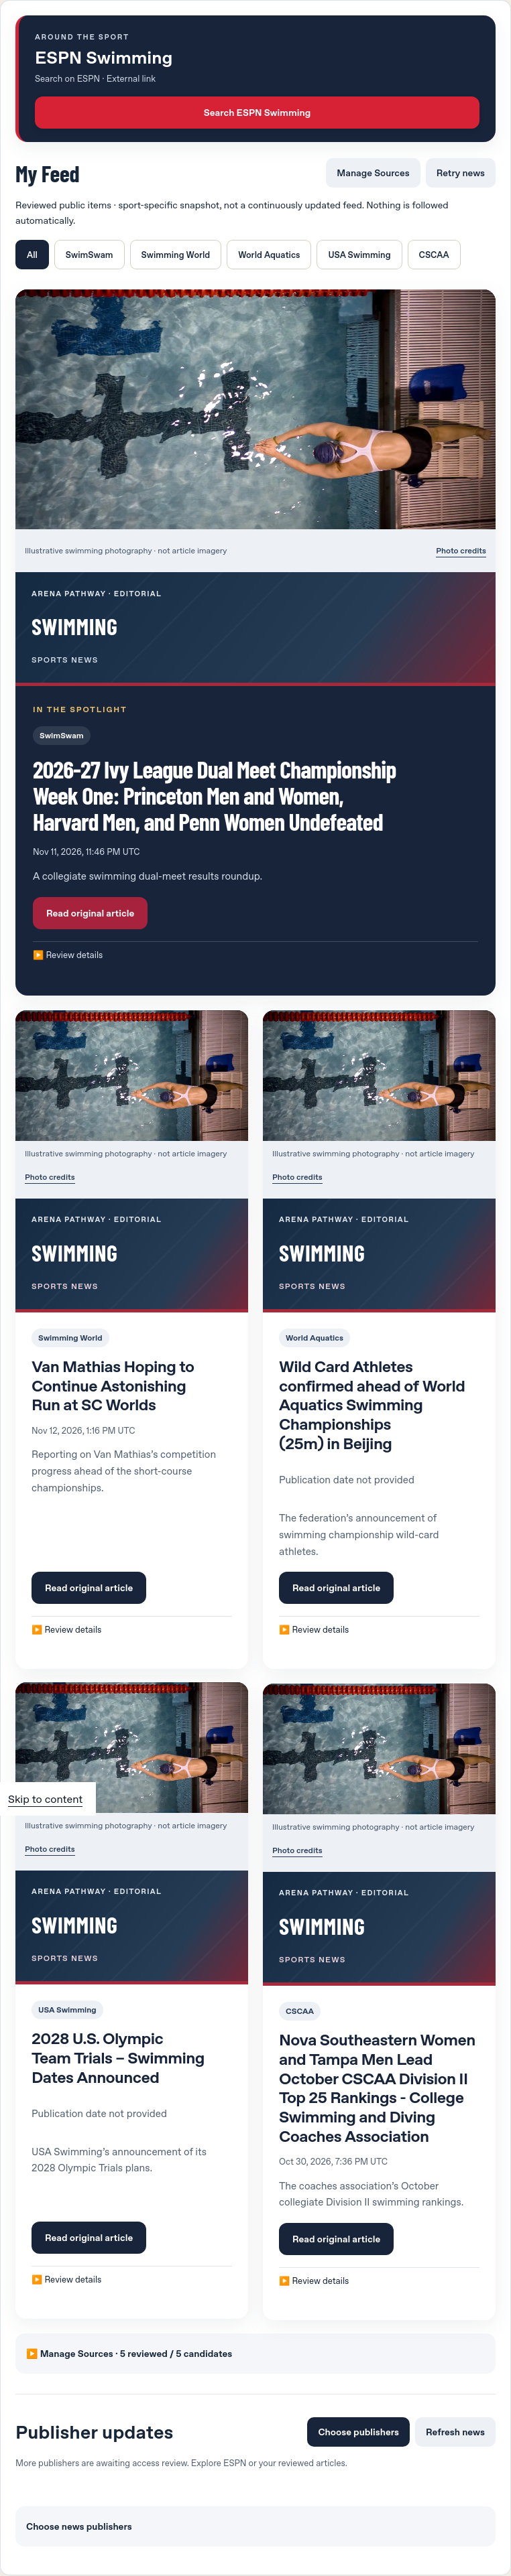 AROUND THE SPORT
ESPN Swimming
Search on ESPN · External link
Search ESPN Swimming
My Feed
Manage Sources
Retry news
Reviewed public items · sport-specific snapshot, not a continuously updated feed. Nothing is followed
automatically.
All
SwimSwam
Swimming World
World Aquatics
USA Swimming
CSCAA
Illustrative swimming photography · not article imagery
Photo credits
ARENA PATHWAY · EDITORIAL
SWIMMING
SPORTS NEWS
IN THE SPOTLIGHT
SwimSwam
2026-27 Ivy League Dual Meet Championship
Week One: Princeton Men and Women,
Harvard Men, and Penn Women Undefeated
Nov 11, 2026, 11:46 PM UTC
A collegiate swimming dual-meet results roundup.
Read original article
▶ Review details
Illustrative swimming photography · not article imagery
Photo credits
ARENA PATHWAY · EDITORIAL
SWIMMING
SPORTS NEWS
Swimming World
Van Mathias Hoping to
Continue Astonishing
Run at SC Worlds
Nov 12, 2026, 1:16 PM UTC
Reporting on Van Mathias's competition
progress ahead of the short-course
championships.
Read original article
▶ Review details
Illustrative swimming photography · not article imagery
Photo credits
ARENA PATHWAY · EDITORIAL
SWIMMING
SPORTS NEWS
World Aquatics
Wild Card Athletes
confirmed ahead of World
Aquatics Swimming
Championships
(25m) in Beijing
Publication date not provided
The federation's announcement of
swimming championship wild-card
athletes.
Read original article
▶ Review details
Skip to content
Illustrative swimming photography · not article imagery
Photo credits
ARENA PATHWAY · EDITORIAL
SWIMMING
SPORTS NEWS
USA Swimming
2028 U.S. Olympic
Team Trials – Swimming
Dates Announced
Publication date not provided
USA Swimming's announcement of its
2028 Olympic Trials plans.
Read original article
▶ Review details
Illustrative swimming photography · not article imagery
Photo credits
ARENA PATHWAY · EDITORIAL
SWIMMING
SPORTS NEWS
CSCAA
Nova Southeastern Women
and Tampa Men Lead
October CSCAA Division II
Top 25 Rankings - College
Swimming and Diving
Coaches Association
Oct 30, 2026, 7:36 PM UTC
The coaches association's October
collegiate Division II swimming rankings.
Read original article
▶ Review details
▶ Manage Sources · 5 reviewed / 5 candidates
Publisher updates
Choose publishers
Refresh news
More publishers are awaiting access review. Explore ESPN or your reviewed articles.
Choose news publishers